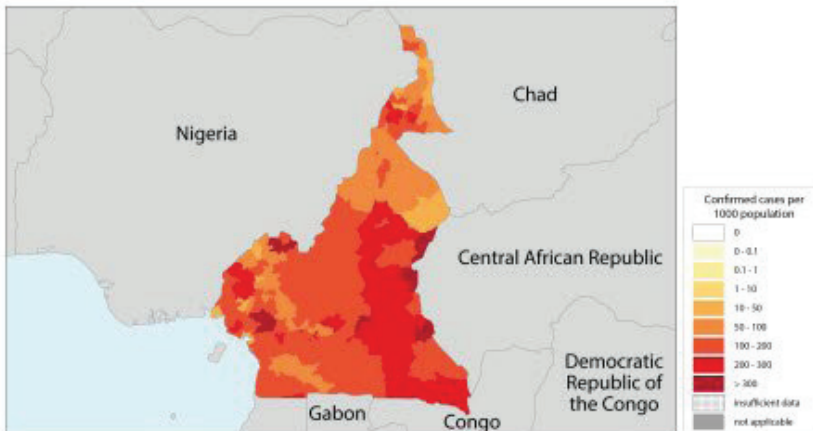 Chad
Nigeria
Central African Republic
Democratic
Republic of
the Congo
Gabon
Congo
Confirmed cases per
1000 population
0
0 - 0.1
0.1 - 1
1 - 10
10 - 50
50 - 100
100 - 200
200 - 300
> 300
insufficient data
not applicable